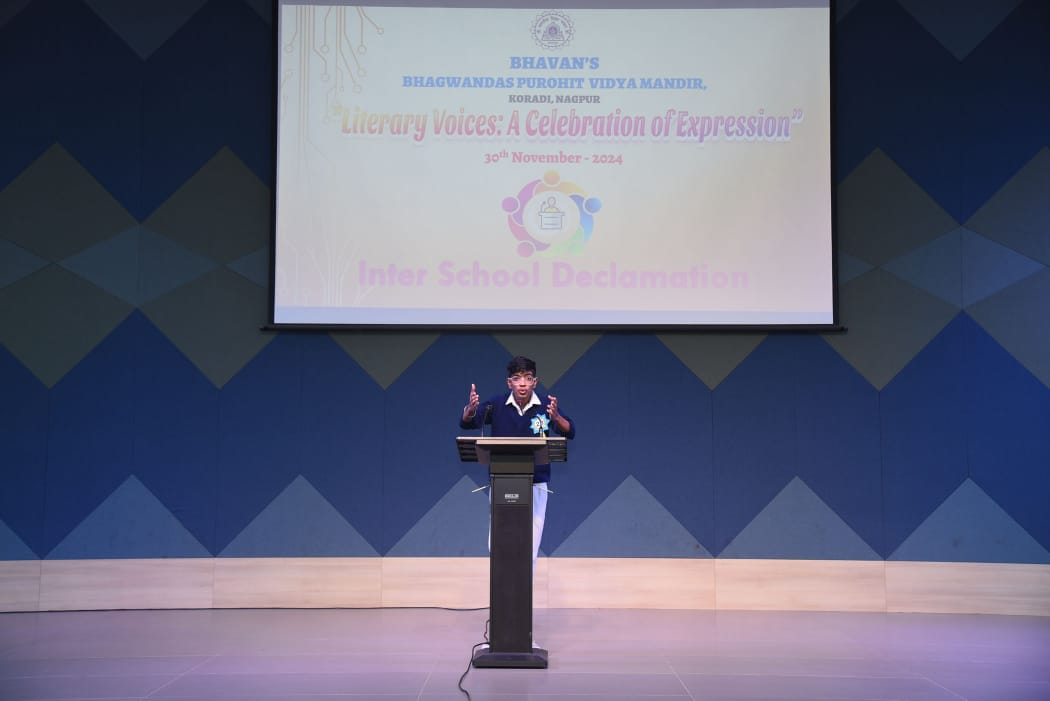 BHAVAN'S
BHAGWANDAS PUROHIT VIDYA MANDIR,
KORADI, NAGPUR
"Literary Voices: A Celebration of Expression"
30th November - 2024
Inter School Declamation